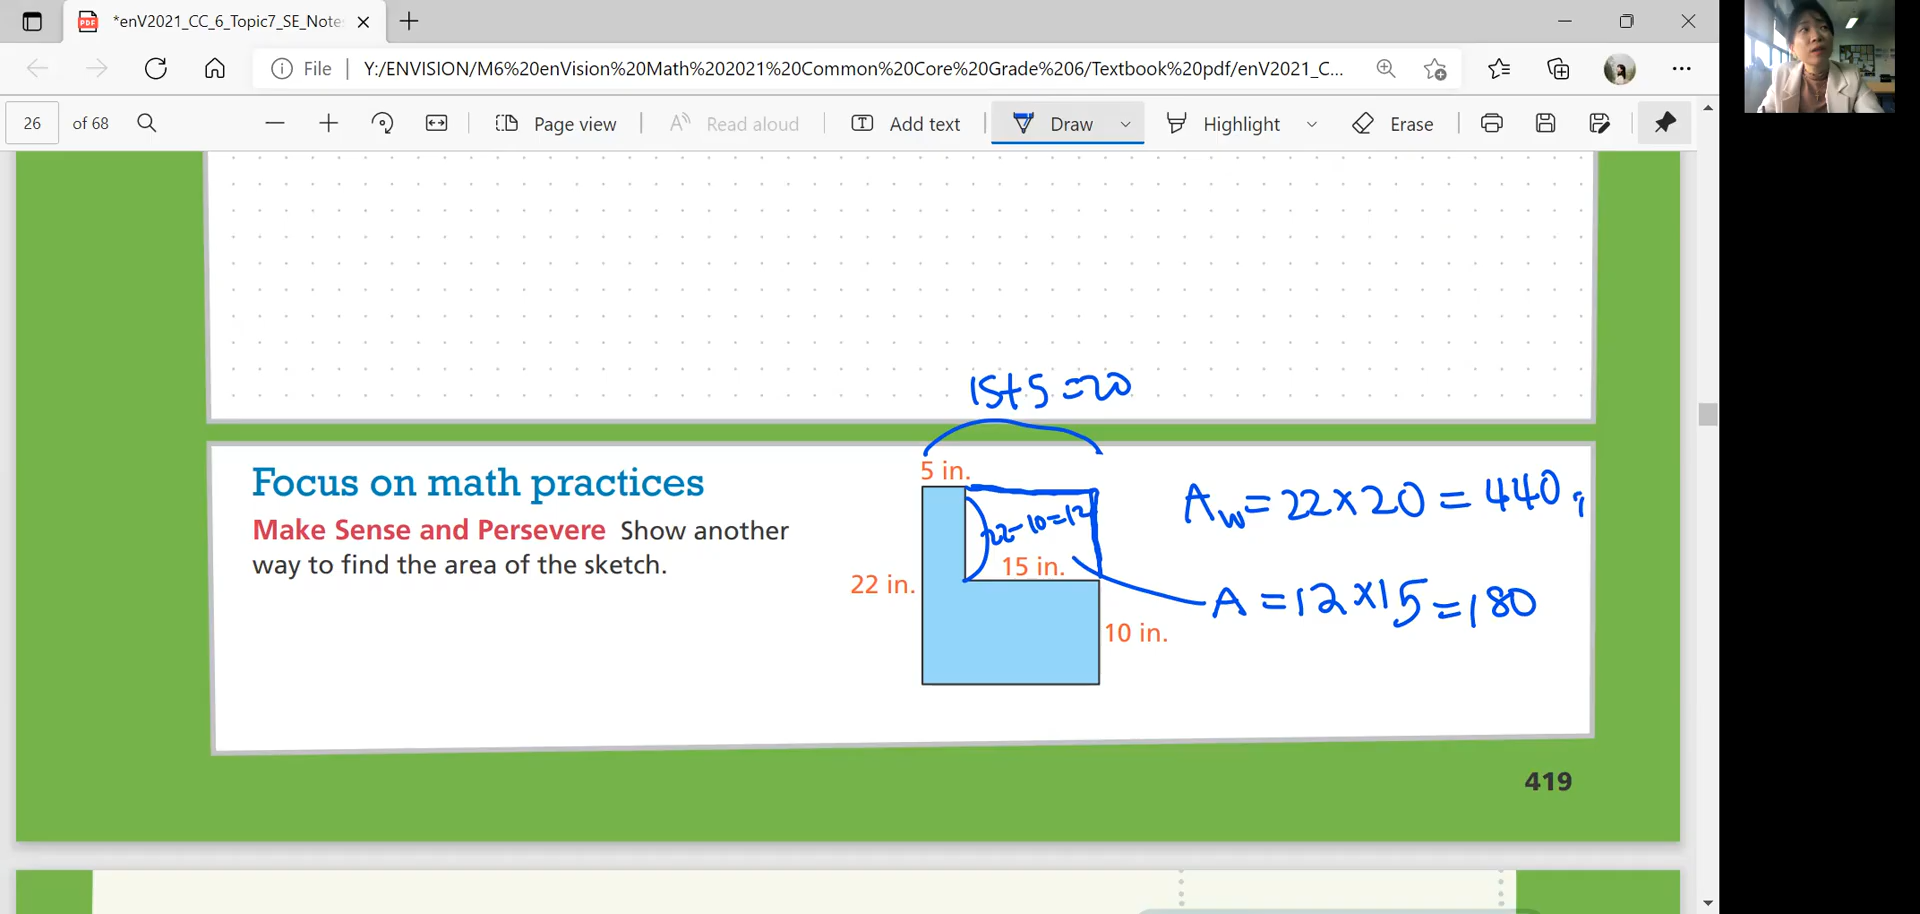 *enV2021_CC_6_Topic7_SE_Note
File
Y:/ENVISION/M6%20enVision%20Math%202021%20Common%20Core%20Grade%206/Textbook%20pdf/enV2021_C...
26 of 68
Page view
Read aloud
Add text
Draw
Highlight
Erase
15+5=20
Focus on math practices
Make Sense and Persevere Show another
way to find the area of the sketch.
5 in.
22-10=12
15 in.
22 in.
10 in.
Aw=22×20=440
A=12×15=180
419